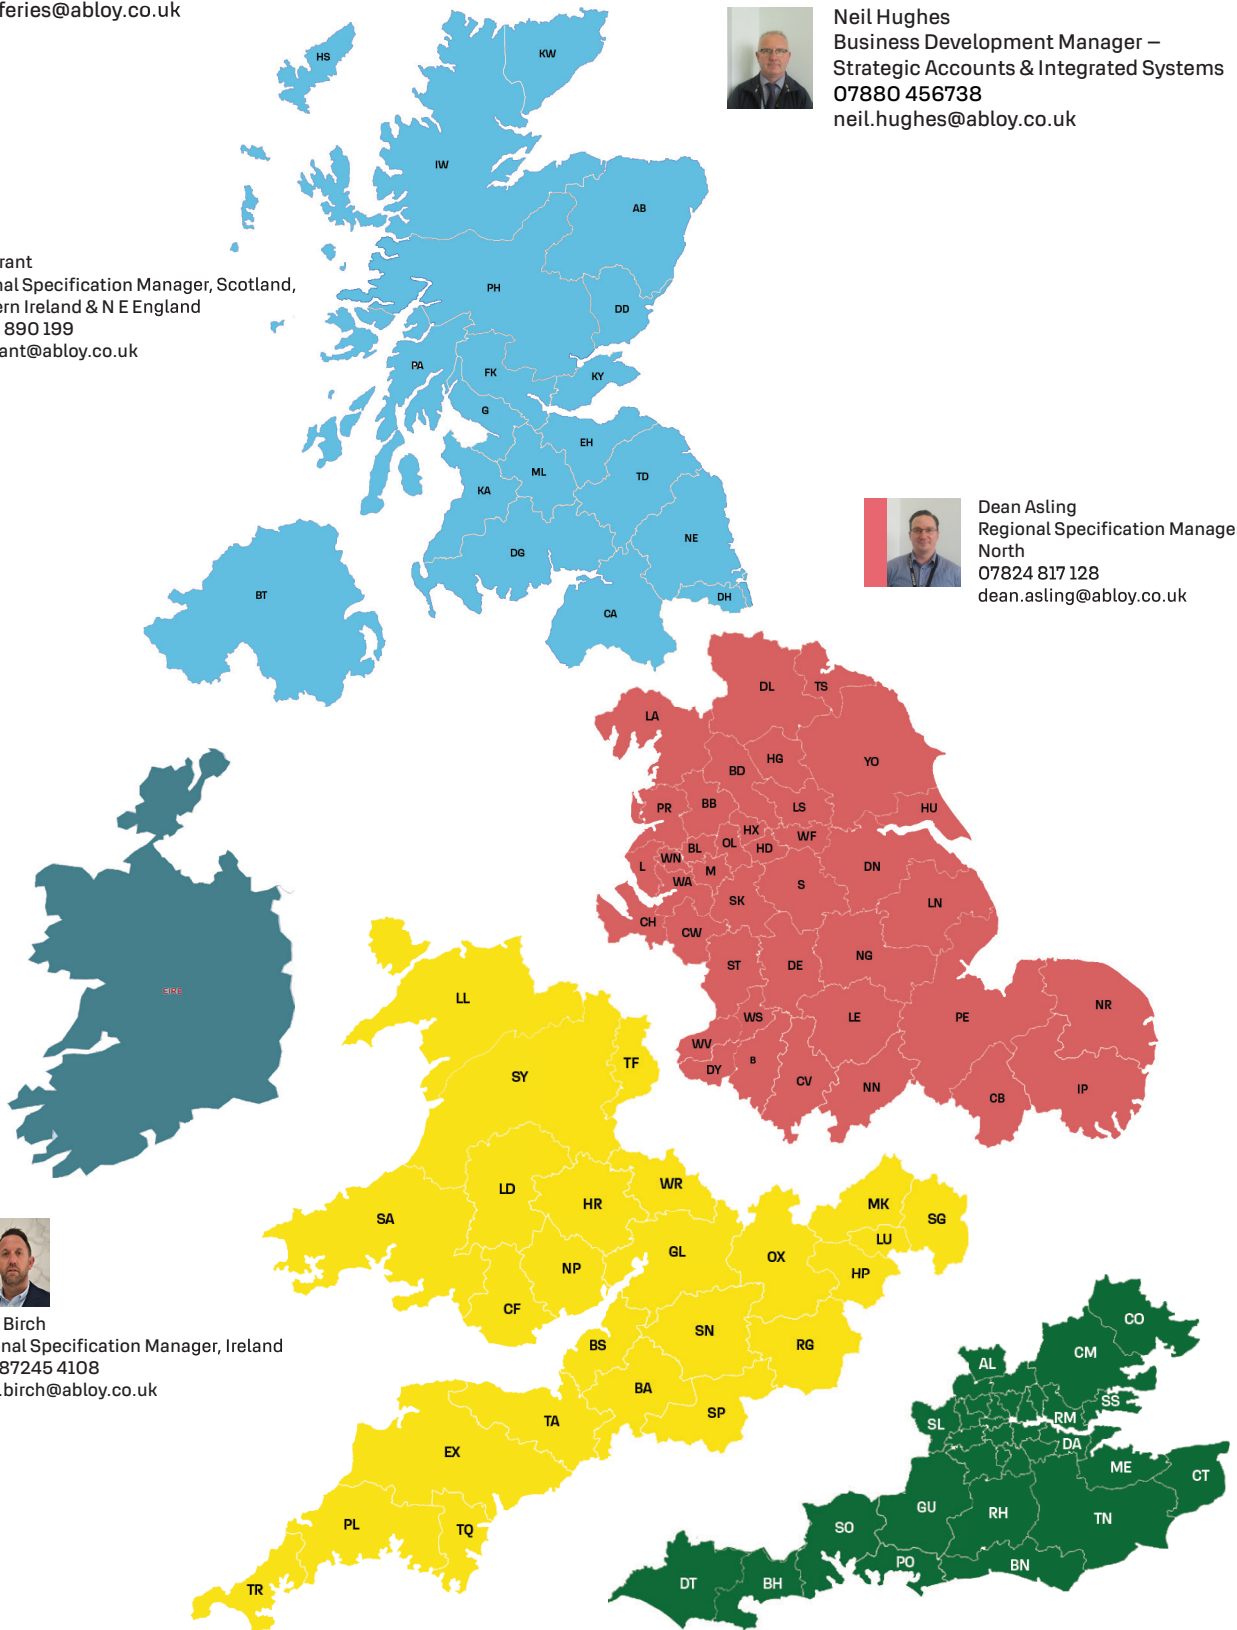 feries@abloy.co.uk
Neil Hughes
Business Development Manager –
Strategic Accounts & Integrated Systems
07880 456738
neil.hughes@abloy.co.uk
HS
KW
IW
AB
rant
nal Specification Manager, Scotland,
ern Ireland & N E England
890 199
ant@abloy.co.uk
PH
DD
PA
FK
KY
G
EH
ML
TD
KA
NE
DG
BT
DH
CA
Dean Asling
Regional Specification Manage
North
07824 817 128
dean.asling@abloy.co.uk
DL
TS
LA
HG
YO
BD
PR
BB
LS
HU
HX
WF
OL
BL
HD
WN
L
M
DN
WA
S
SK
LN
CH
CW
ST
DE
NG
WS
LE
PE
NR
WV
B
DY
CV
NN
CB
IP
EIRE
LL
SY
TF
LD
HR
WR
SA
GL
NP
CF
OX
MK
SG
LU
HP
BS
SN
RG
BA
SP
TA
EX
PL
TQ
TR
Birch
nal Specification Manager, Ireland
87245 4108
.birch@abloy.co.uk
CO
CM
AL
SS
RM
SL
DA
ME
CT
GU
RH
TN
SO
PO
BN
DT
BH